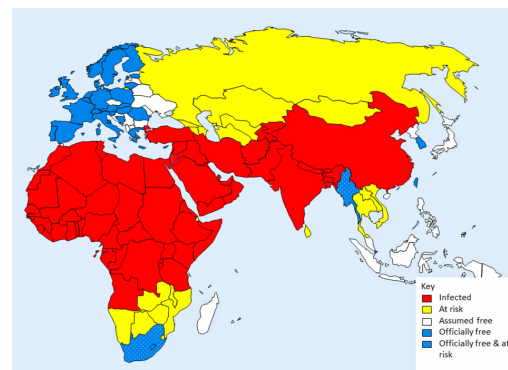 Key
Infected
At risk
Assumed free
Officially free
Officially free & at
risk